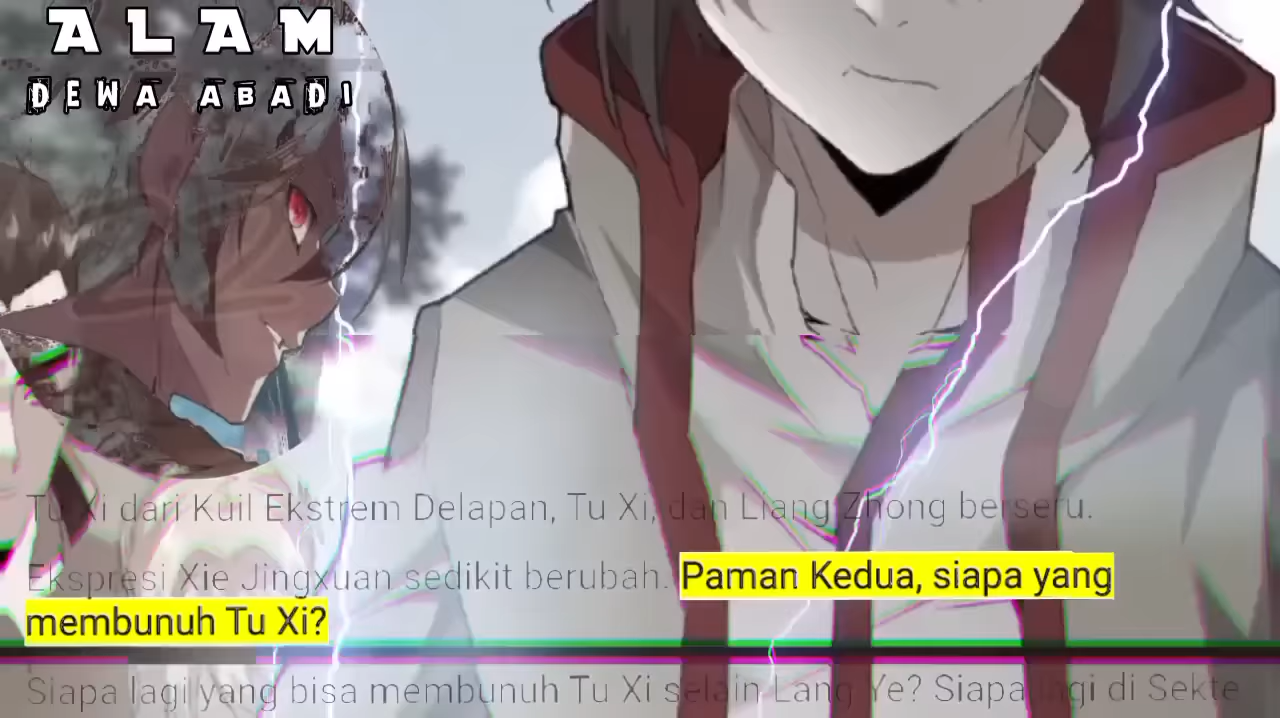 ALAM
DEWA ABADI
Tu Xi dari Kuil Ekstrem Delapan, Tu Xi, dan Liang Zhong berseru.
Ekspresi Xie Jingxuan sedikit berubah. Paman Kedua, siapa yang
membunuh Tu Xi?
Siapa lagi yang bisa membunuh Tu Xi selain Lang Ye? Siapa lagi di Sekte